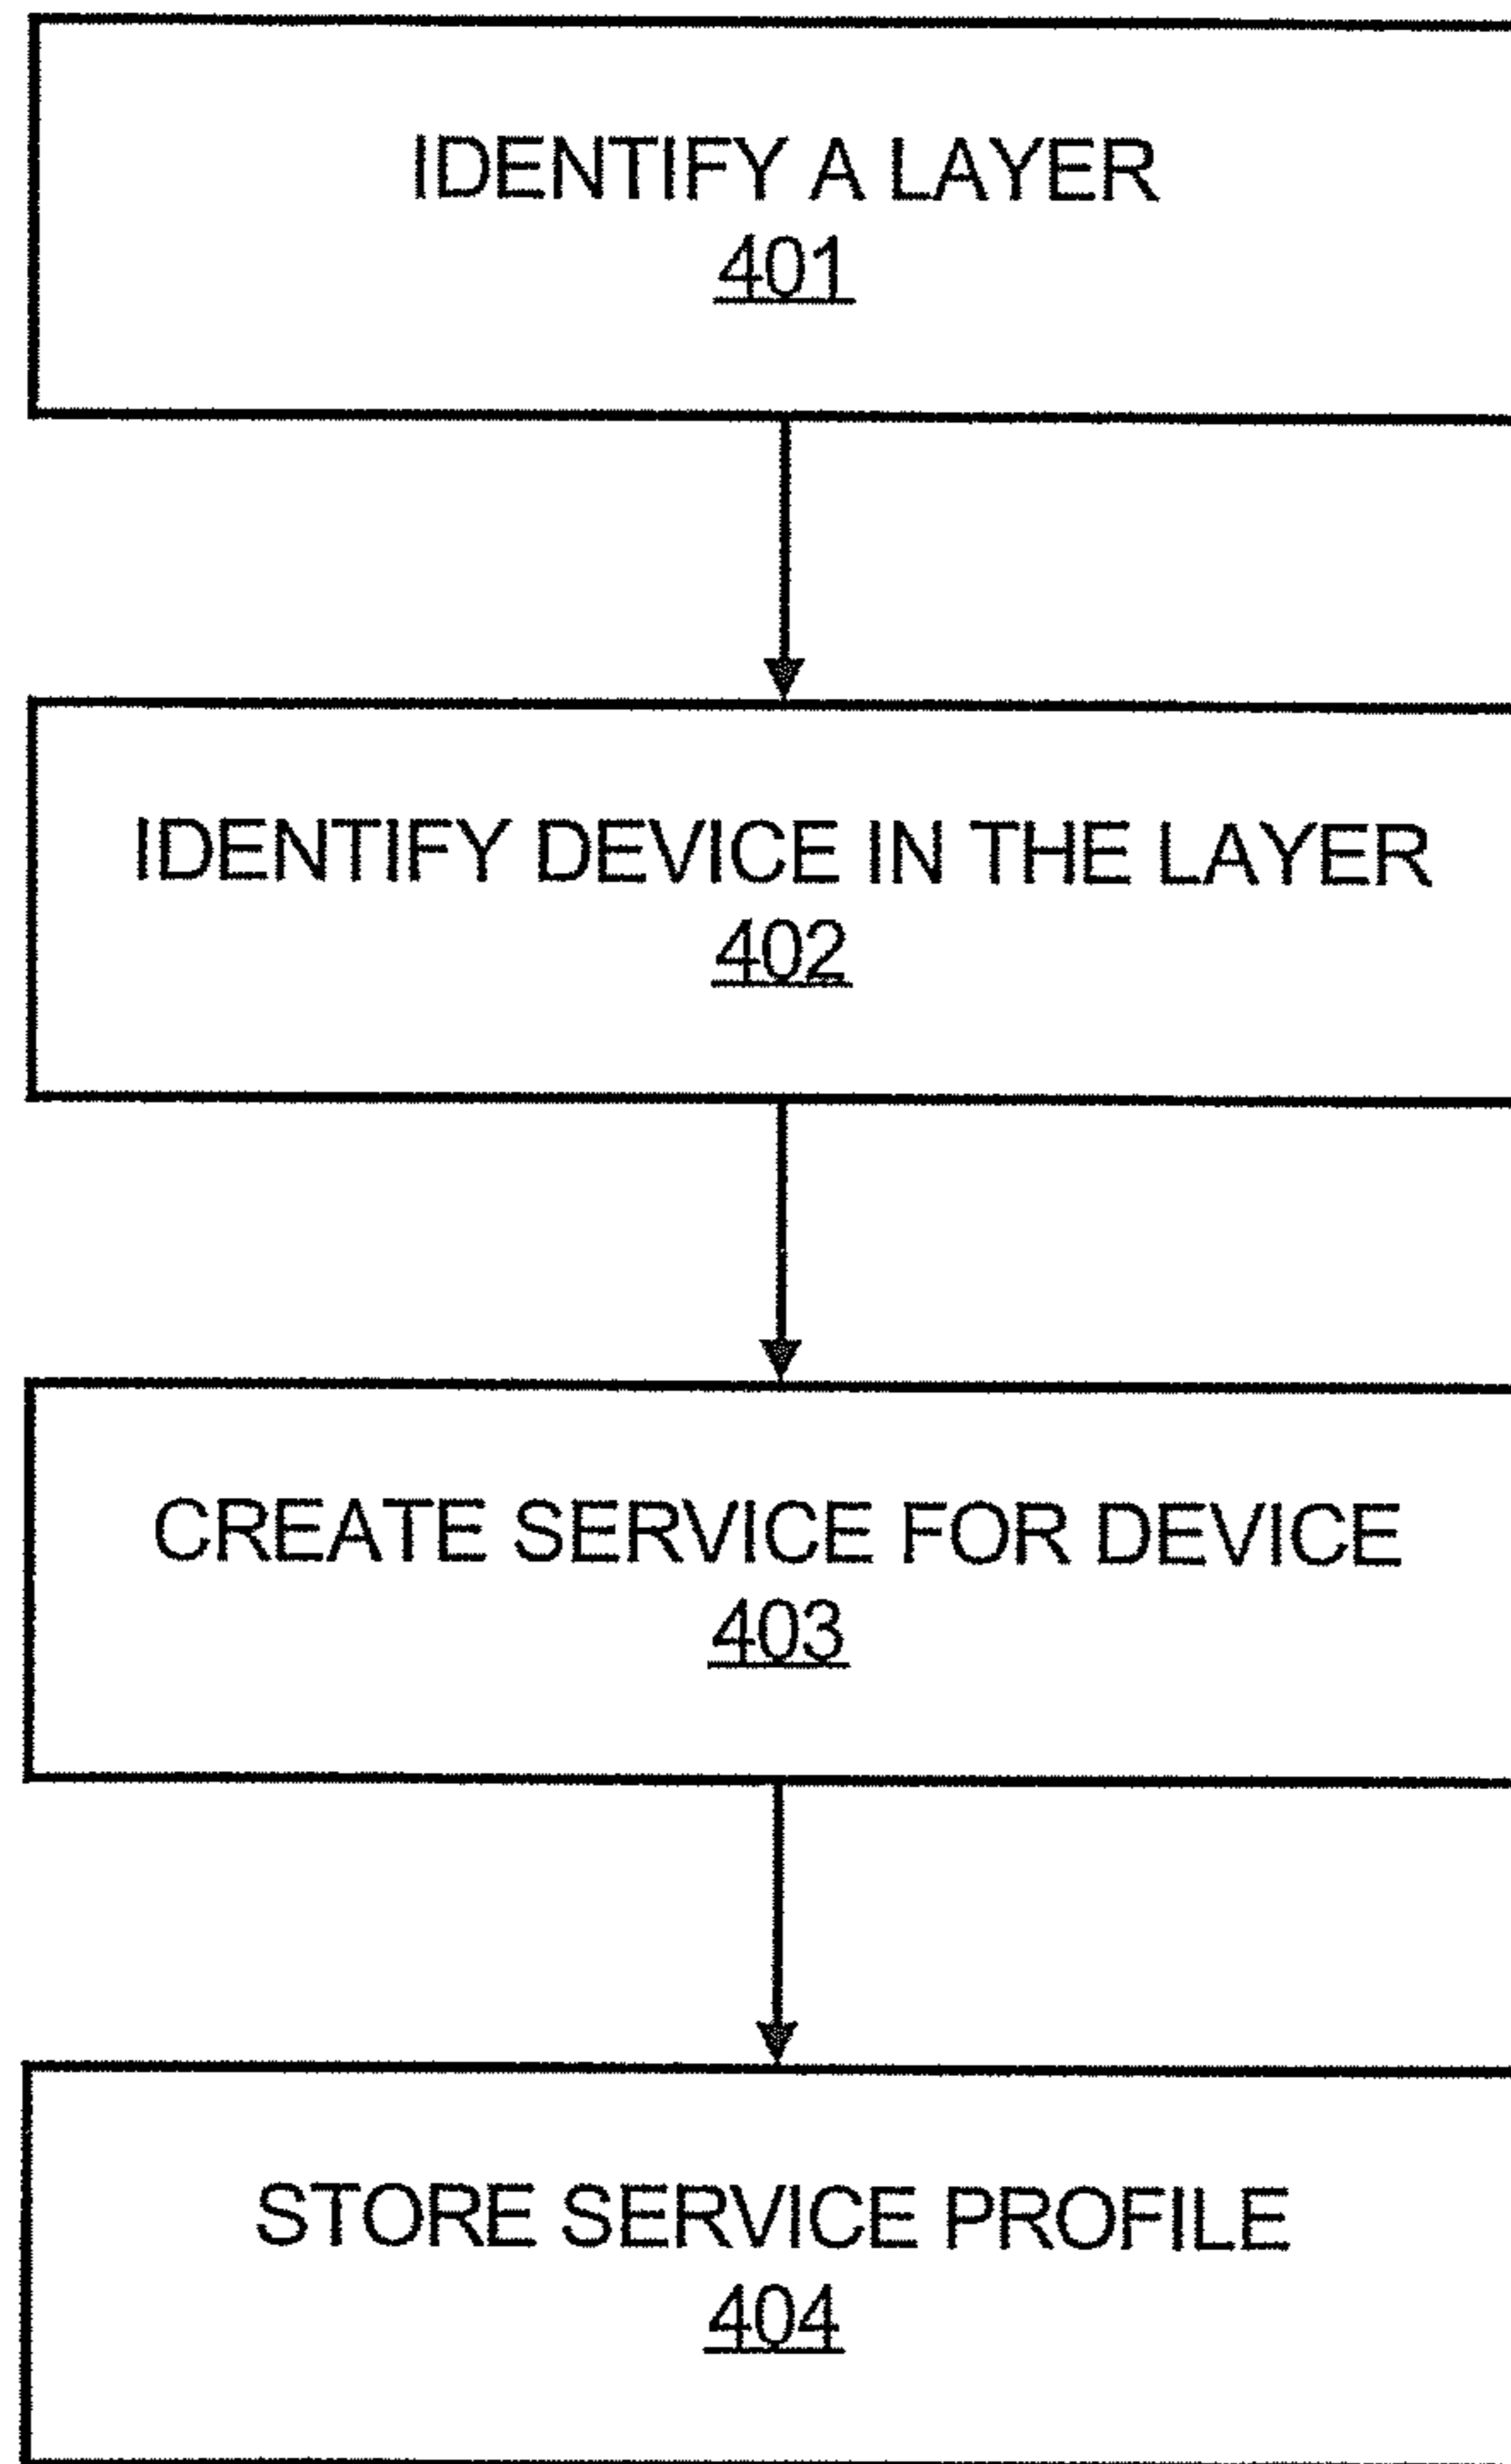 IDENTIFY A LAYER
401
IDENTIFY DEVICE IN THE LAYER
402
CREATE SERVICE FOR DEVICE
403
STORE SERVICE PROFILE
404